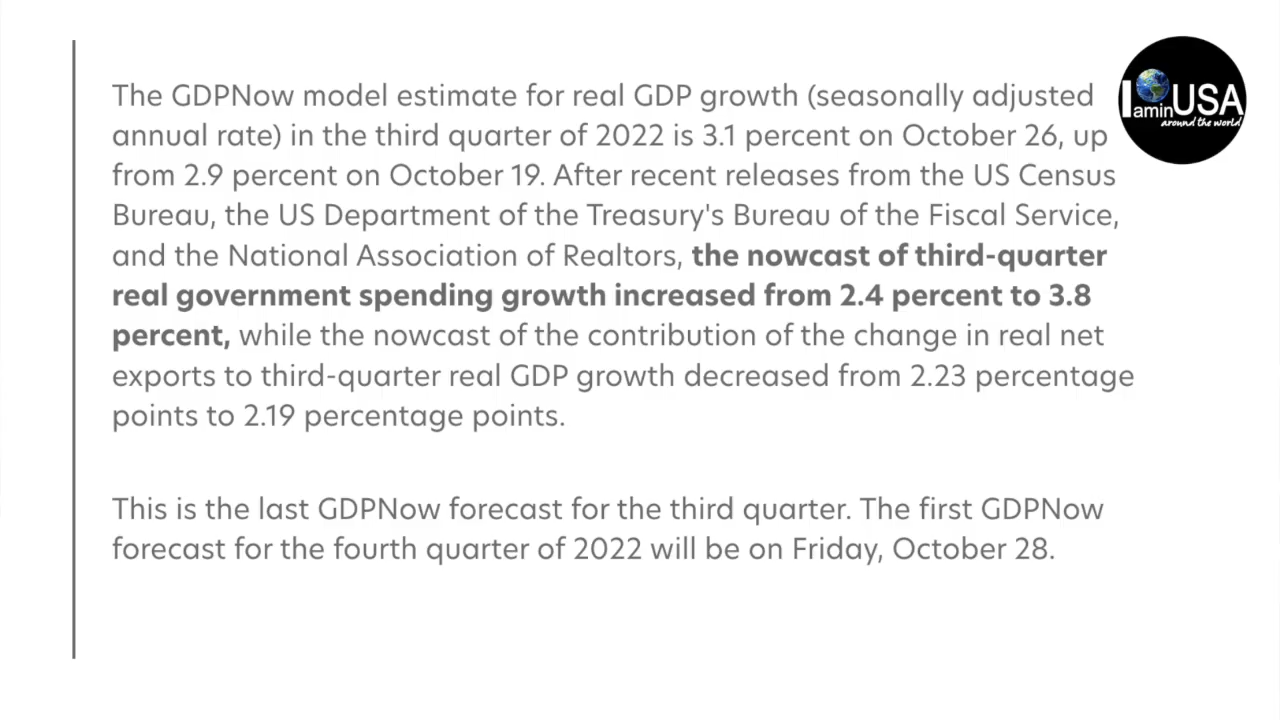 The GDPNow model estimate for real GDP growth (seasonally adjusted
annual rate) in the third quarter of 2022 is 3.1 percent on October 26, up
from 2.9 percent on October 19. After recent releases from the US Census
Bureau, the US Department of the Treasury's Bureau of the Fiscal Service,
and the National Association of Realtors, the nowcast of third-quarter
real government spending growth increased from 2.4 percent to 3.8
percent, while the nowcast of the contribution of the change in real net
exports to third-quarter real GDP growth decreased from 2.23 percentage
points to 2.19 percentage points.
This is the last GDPNow forecast for the third quarter. The first GDPNow
forecast for the fourth quarter of 2022 will be on Friday, October 28.
I aminUSA
around the world